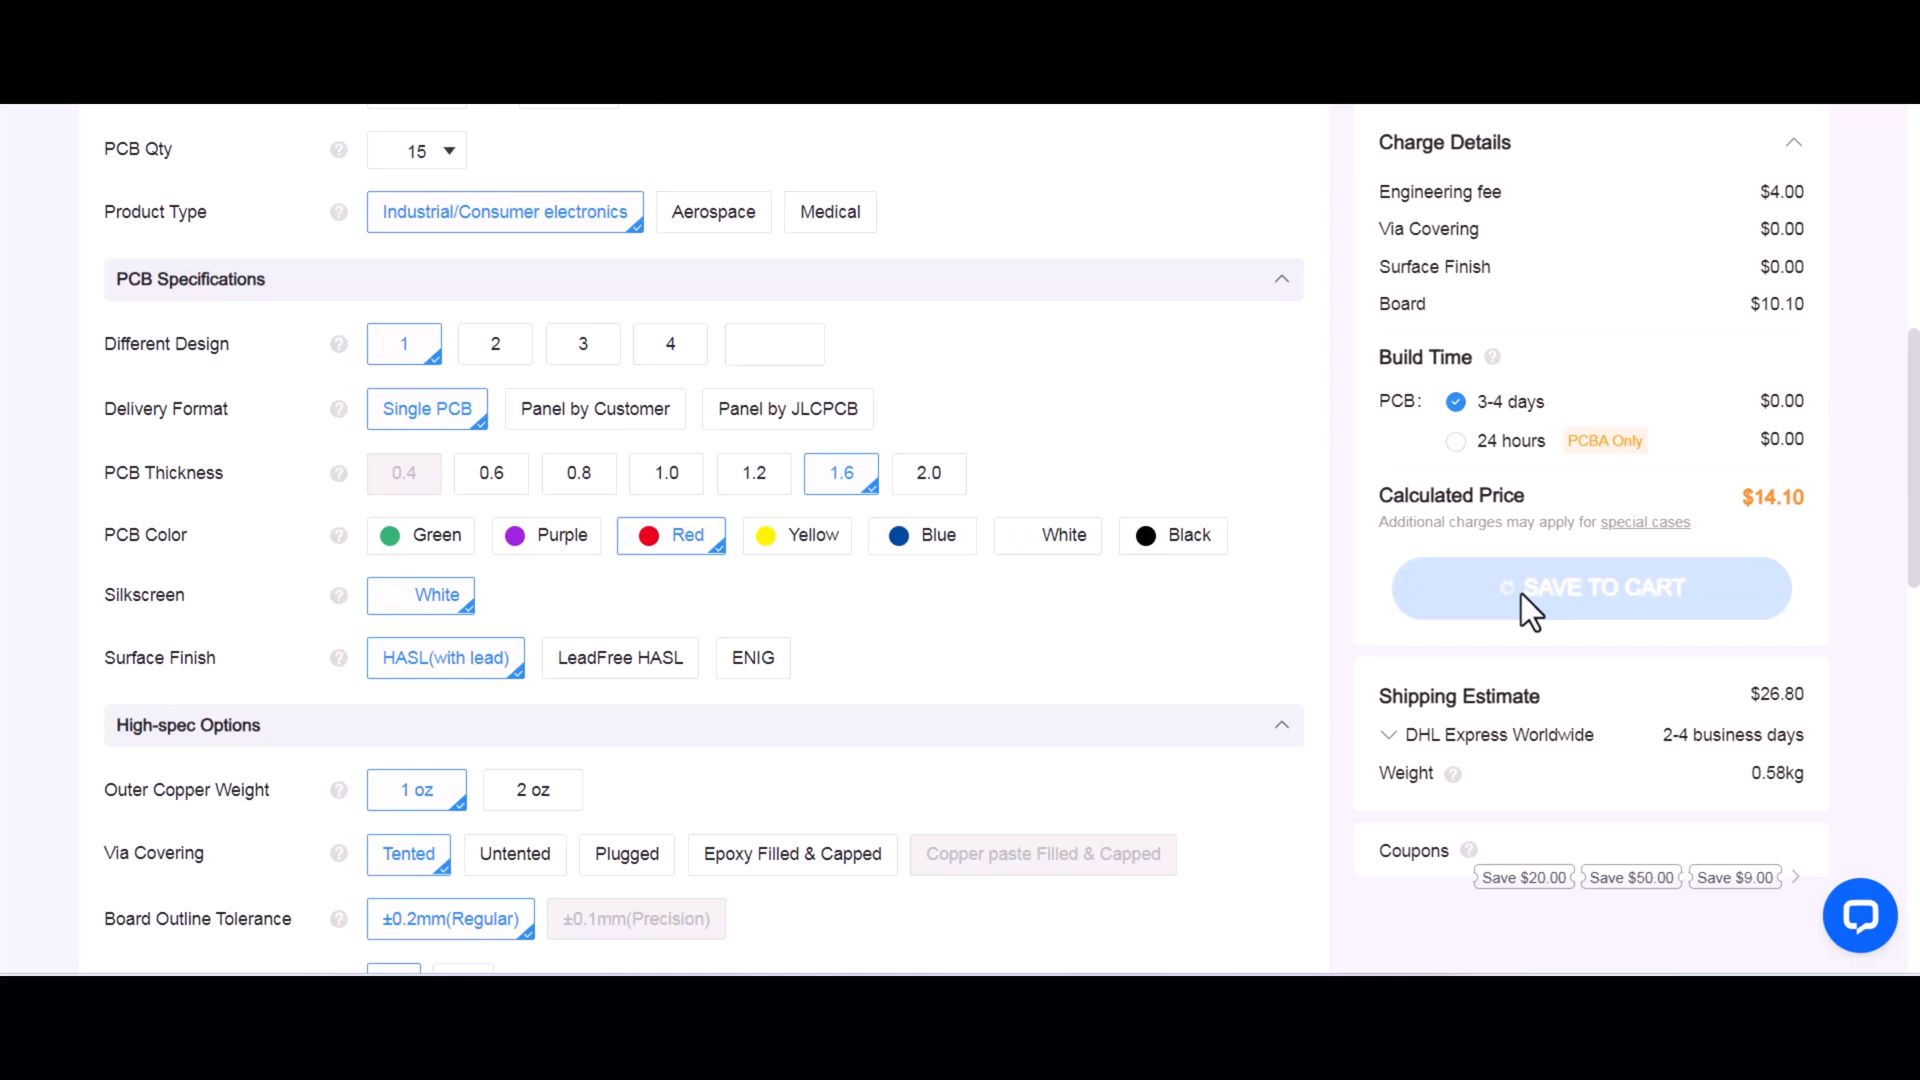 PCB Qty ? 15
Product Type ? Industrial/Consumer electronics Aerospace Medical
PCB Specifications
Different Design ? 1 2 3 4
Delivery Format ? Single PCB Panel by Customer Panel by JLCPCB
PCB Thickness ? 0.4 0.6 0.8 1.0 1.2 1.6 2.0
PCB Color ? Green Purple Red Yellow Blue White Black
Silkscreen ? White
Surface Finish ? HASL(with lead) LeadFree HASL ENIG
High-spec Options
Outer Copper Weight ? 1 oz 2 oz
Via Covering ? Tented Untented Plugged Epoxy Filled & Capped Copper paste Filled & Capped
Board Outline Tolerance ? ±0.2mm(Regular) ±0.1mm(Precision)
Charge Details
Engineering fee $4.00
Via Covering $0.00
Surface Finish $0.00
Board $10.10
Build Time ?
PCB: 3-4 days $0.00
24 hours PCBA Only $0.00
Calculated Price $14.10
Additional charges may apply for special cases
SAVE TO CART
Shipping Estimate $26.80
DHL Express Worldwide 2-4 business days
Weight ? 0.58kg
Coupons ?
Save $20.00 Save $50.00 Save $9.00